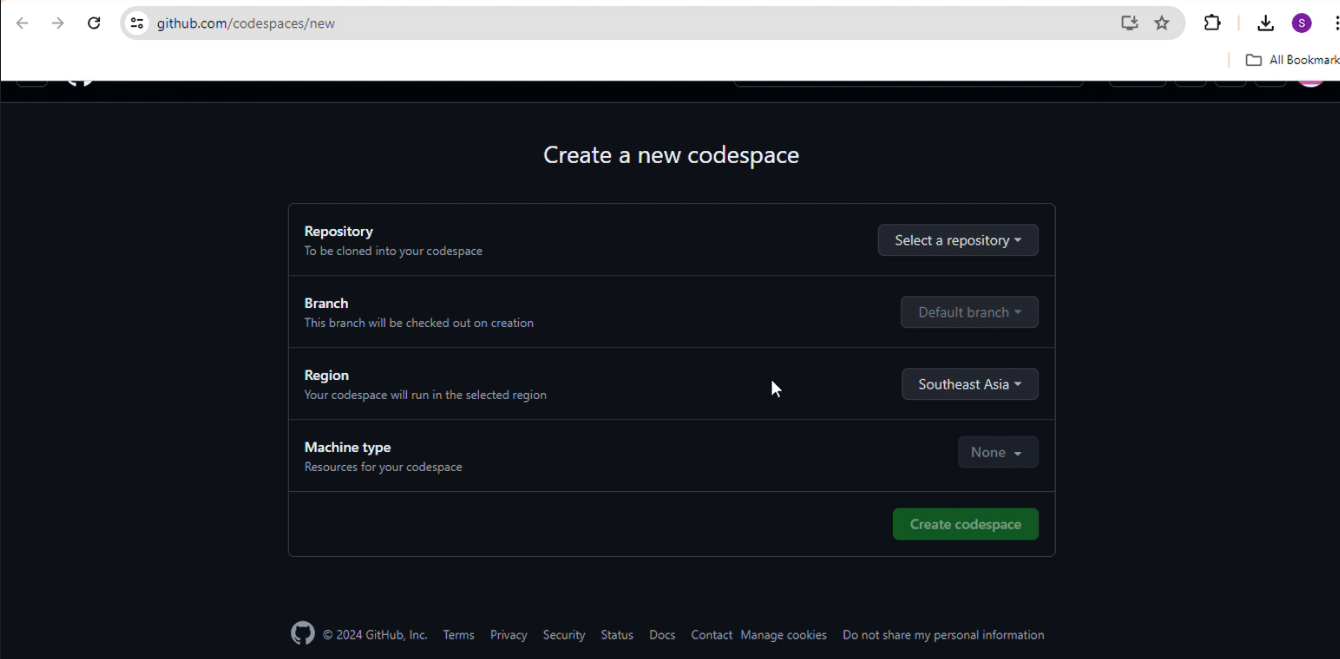 github.com/codespaces/new
S
All Bookmark
Create a new codespace
Repository
To be cloned into your codespace
Select a repository
Branch
This branch will be checked out on creation
Default branch
Region
Your codespace will run in the selected region
Southeast Asia
Machine type
Resources for your codespace
None
Create codespace
© 2024 GitHub, Inc. Terms Privacy Security Status Docs Contact Manage cookies Do not share my personal information